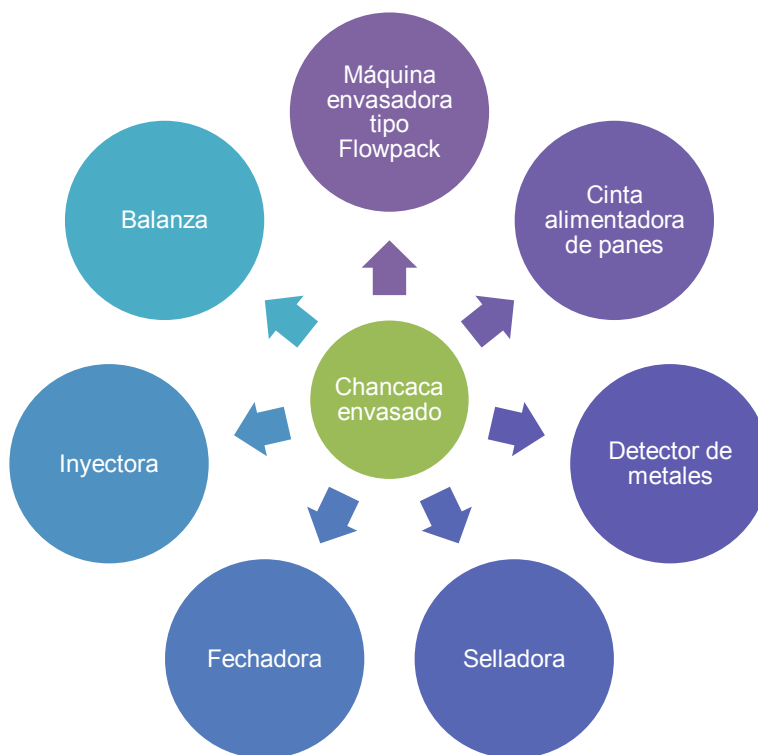 Máquina
envasadora
tipo
Flowpack
Cinta
alimentadora
de panes
Detector de
metales
Selladora
Fechadora
Inyectora
Balanza
Chancaca
envasado